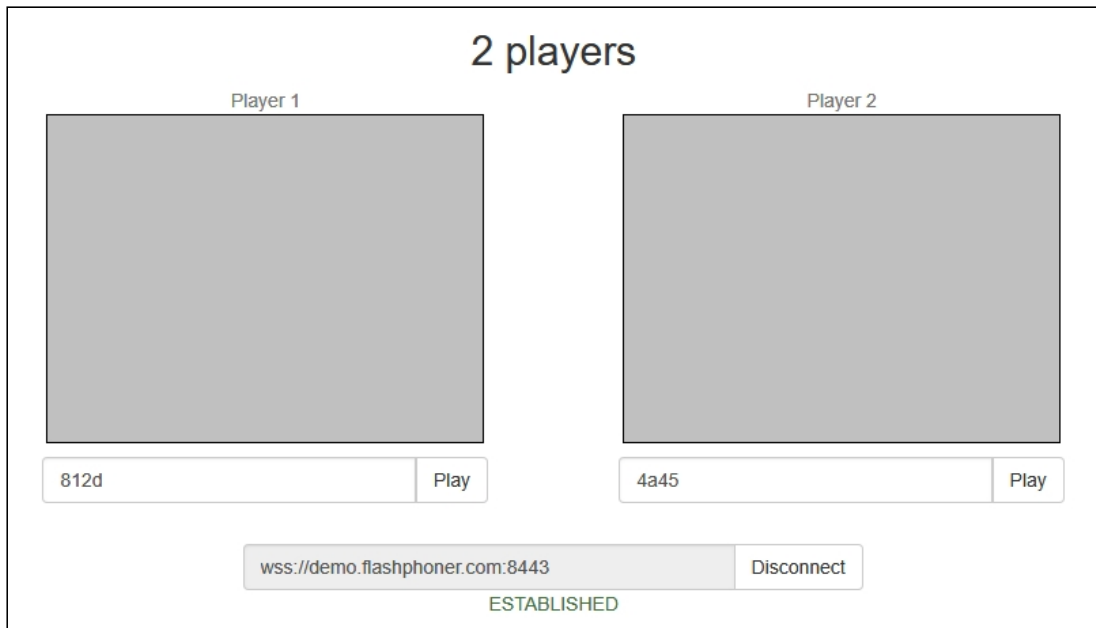 2 players
Player 1
Player 2
812d
Play
4a45
Play
wss://demo.flashphoner.com:8443
Disconnect
ESTABLISHED